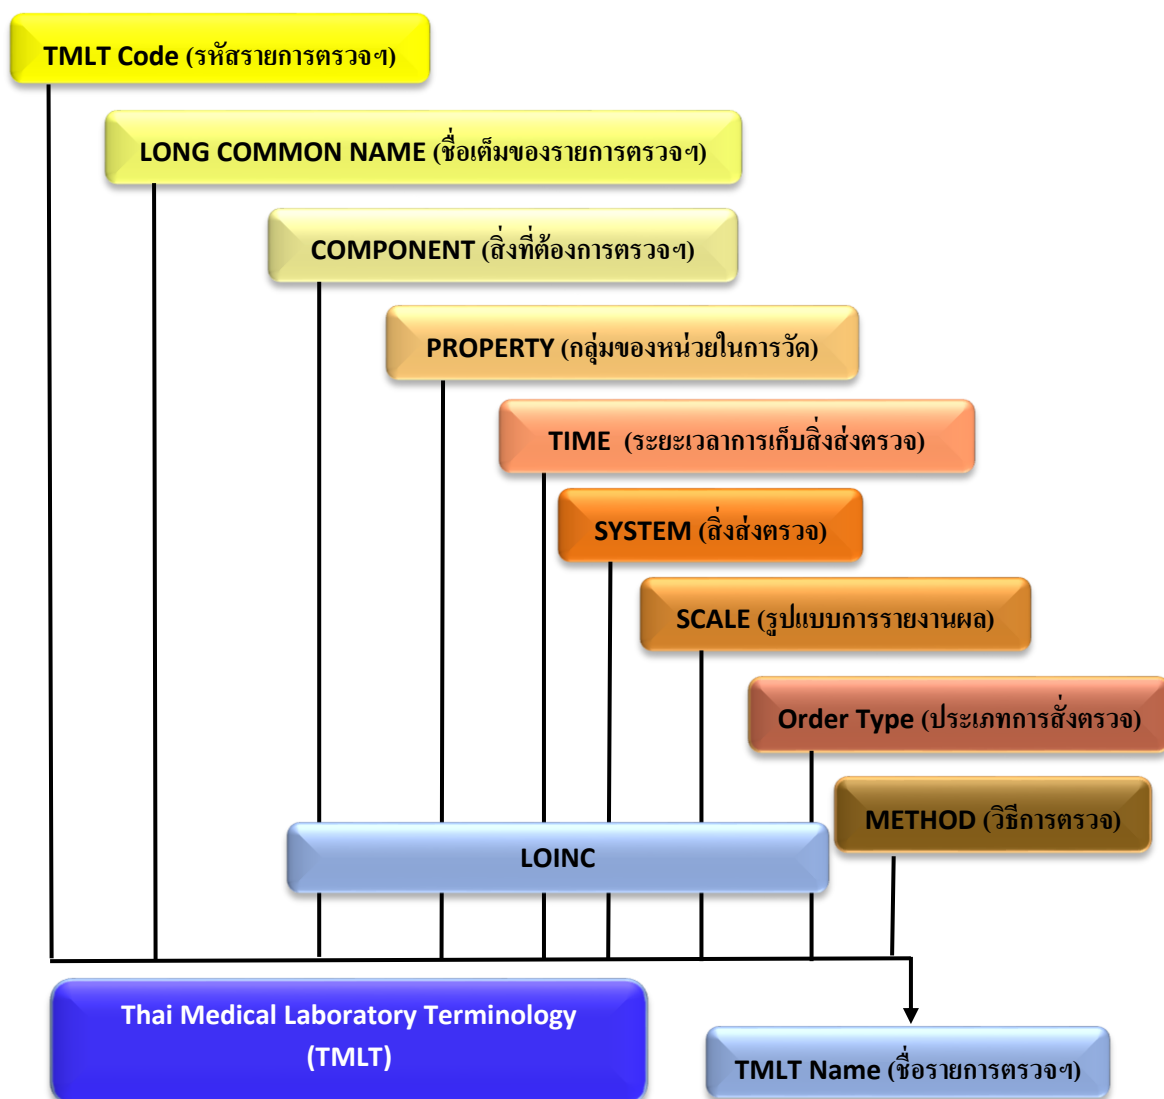 TMLT Code (รหัสรายการตรวจฯ)
LONG COMMON NAME (ชื่อเต็มของรายการตรวจฯ)
COMPONENT (สิ่งที่ต้องการตรวจฯ)
PROPERTY (กลุ่มของหน่วยในการวัด)
TIME (ระยะเวลาการเก็บสิ่งส่งตรวจ)
SYSTEM (สิ่งส่งตรวจ)
SCALE (รูปแบบการรายงานผล)
Order Type (ประเภทการสั่งตรวจ)
METHOD (วิธีการตรวจ)
LOINC
Thai Medical Laboratory Terminology
(TMLT)
TMLT Name (ชื่อรายการตรวจฯ)